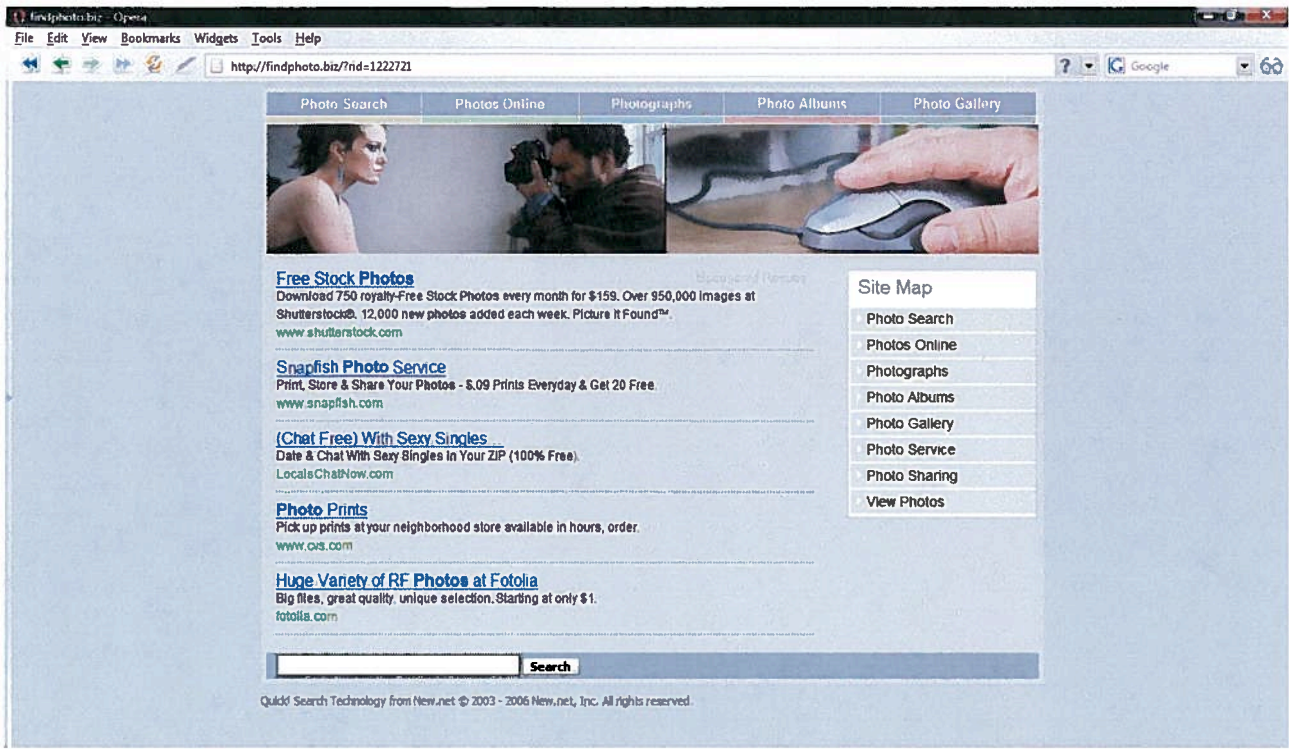 findphoto.biz - Opera
File Edit View Bookmarks Widgets Tools Help
http://findphoto.biz/?rid=1222721
? G Google
Photo Search Photos Online Photographs Photo Albums Photo Gallery
Free Stock Photos
Sponsored Results
Download 750 royalty-Free Stock Photos every month for $159. Over 950,000 Images at
Shutterstock®. 12,000 new photos added each week. Picture It Found™.
www.shutterstock.com
Snapfish Photo Service
Print, Store & Share Your Photos - $.09 Prints Everyday & Get 20 Free.
www.snapfish.com
(Chat Free) With Sexy Singles ...
Date & Chat With Sexy Singles in Your ZIP (100% Free).
LocalsChatNow.com
Photo Prints
Pick up prints at your neighborhood store available in hours, order.
www.cvs.com
Huge Variety of RF Photos at Fotolia
Big files, great quality, unique selection. Starting at only $1.
fotolia.com
Site Map
Photo Search
Photos Online
Photographs
Photo Albums
Photo Gallery
Photo Service
Photo Sharing
View Photos
Search
Quick! Search Technology from New.net © 2003 - 2006 New.net, Inc. All rights reserved.